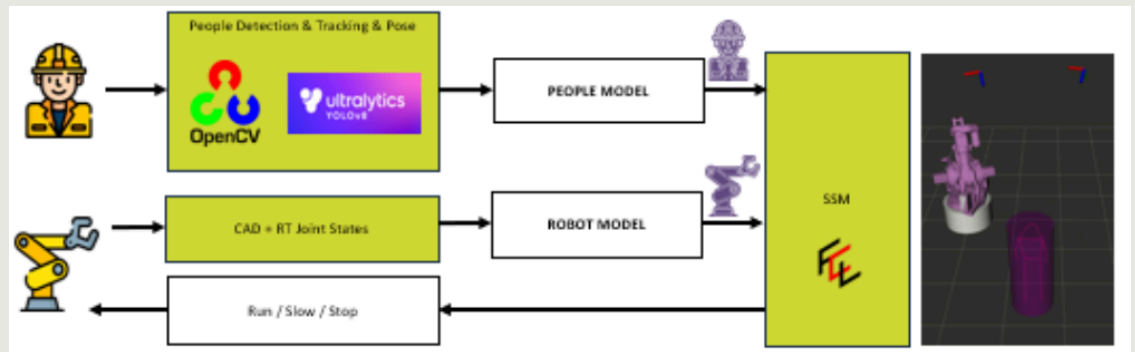 People Detection & Tracking & Pose
OpenCV
ultralytics
YOLOv8
PEOPLE MODEL
CAD + RT Joint States
ROBOT MODEL
SSM
FCL
Run / Slow / Stop